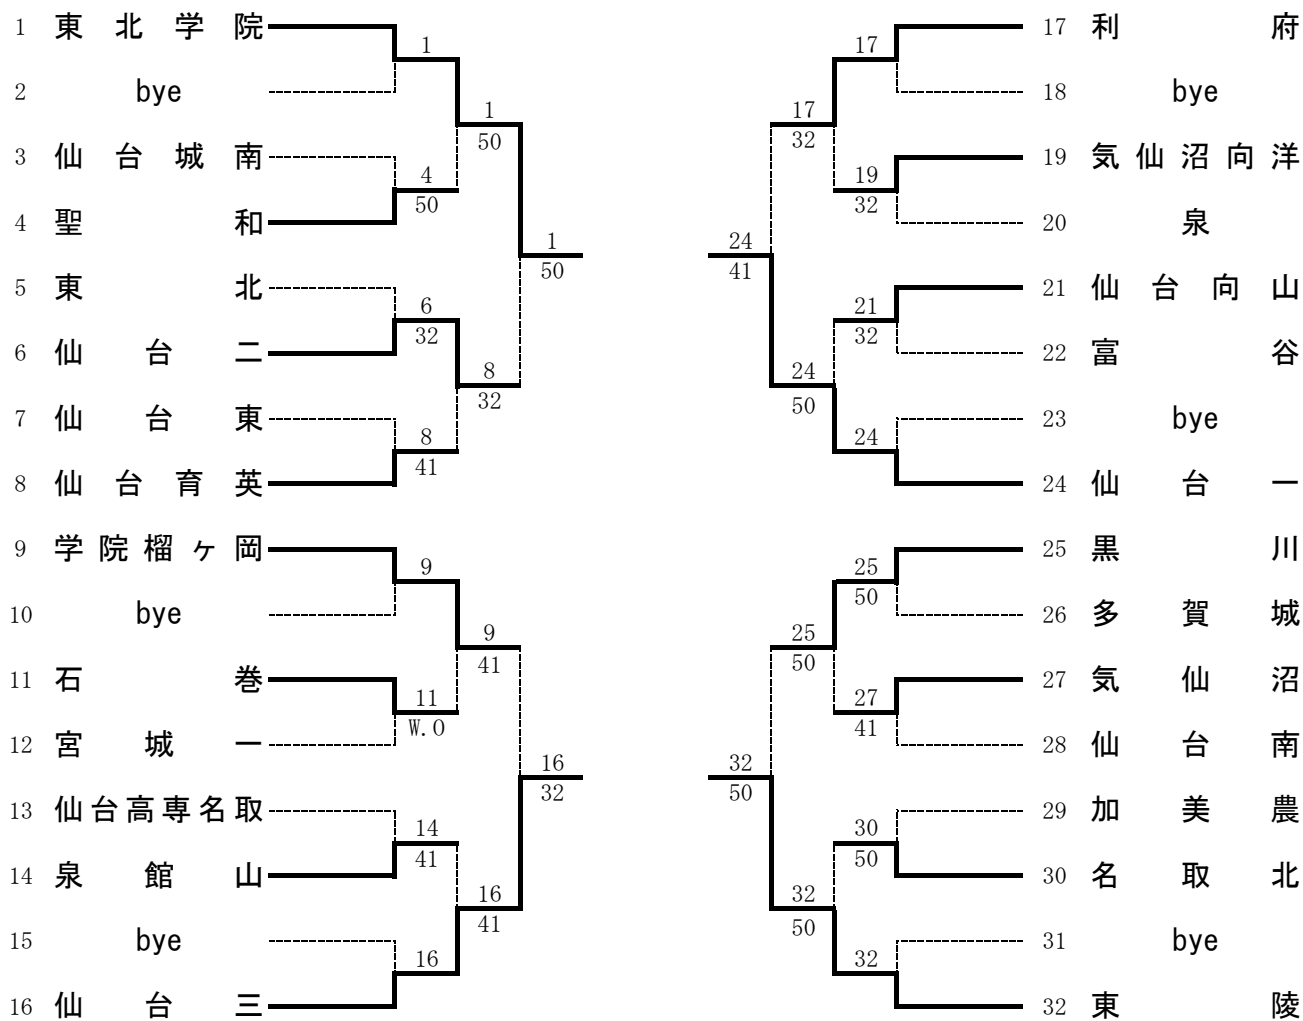 1 東北学院
2 bye
3 仙台城南
4 聖和
5 東北
6 仙台二
7 仙台東
8 仙台育英
9 学院榴ヶ岡
10 bye
11 石巻
12 宮城一
13 仙台高専名取
14 泉館山
15 bye
16 仙台三
1
4
50
6
32
8
41
9
11
W.O
14
41
16
1
50
8
32
9
41
16
41
1
50
16
32
24
41
32
50
17
32
24
50
25
50
32
50
17
19
32
21
32
24
25
50
27
41
30
50
32
17 利府
18 bye
19 気仙沼向洋
20 泉
21 仙台向山
22 富谷
23 bye
24 仙台一
25 黒川
26 多賀城
27 気仙沼
28 仙台南
29 加美農
30 名取北
31 bye
32 東陵